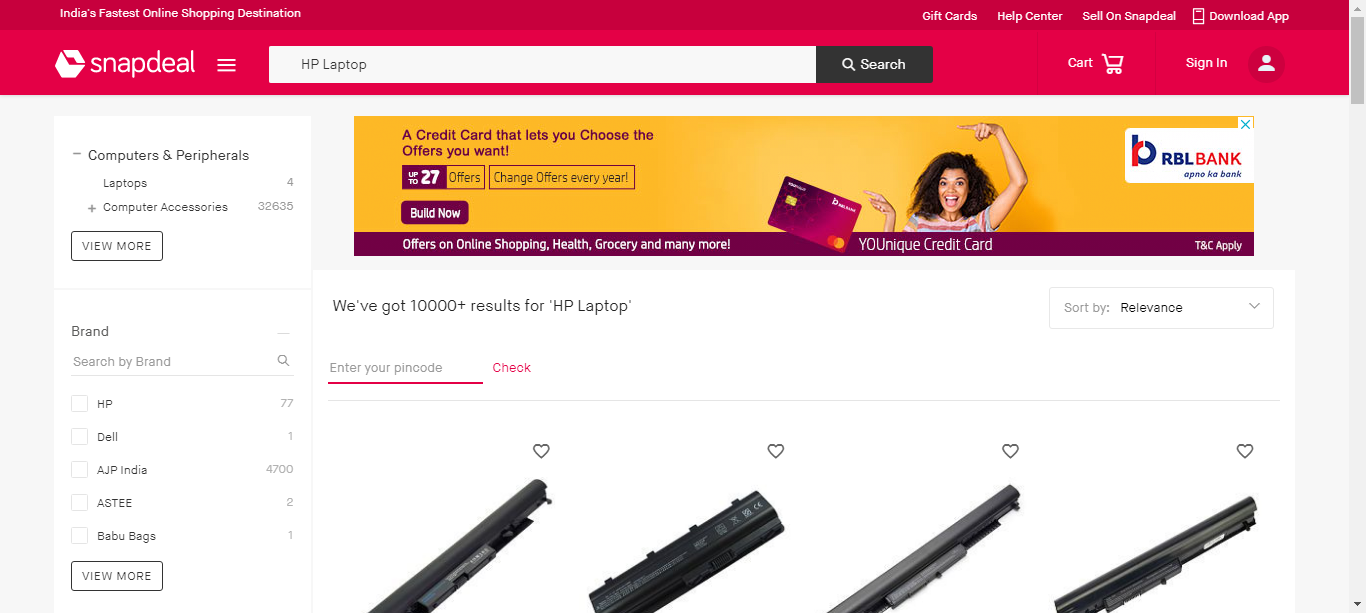 India's Fastest Online Shopping Destination
Gift Cards Help Center Sell On Snapdeal Download App
snapdeal
HP Laptop
Search
Cart
Sign In
Computers & Peripherals
Laptops 4
Computer Accessories 32635
VIEW MORE
Brand
Search by Brand
HP 77
Dell 1
AJP India 4700
ASTEE 2
Babu Bags 1
VIEW MORE
A Credit Card that lets you Choose the
Offers you want!
UP TO 27 Offers Change Offers every year!
Build Now
Offers on Online Shopping, Health, Grocery and many more!
YOUnique Credit Card
T&C Apply
RBLBANK
apno ka bank
We've got 10000+ results for 'HP Laptop'
Sort by: Relevance
Enter your pincode Check